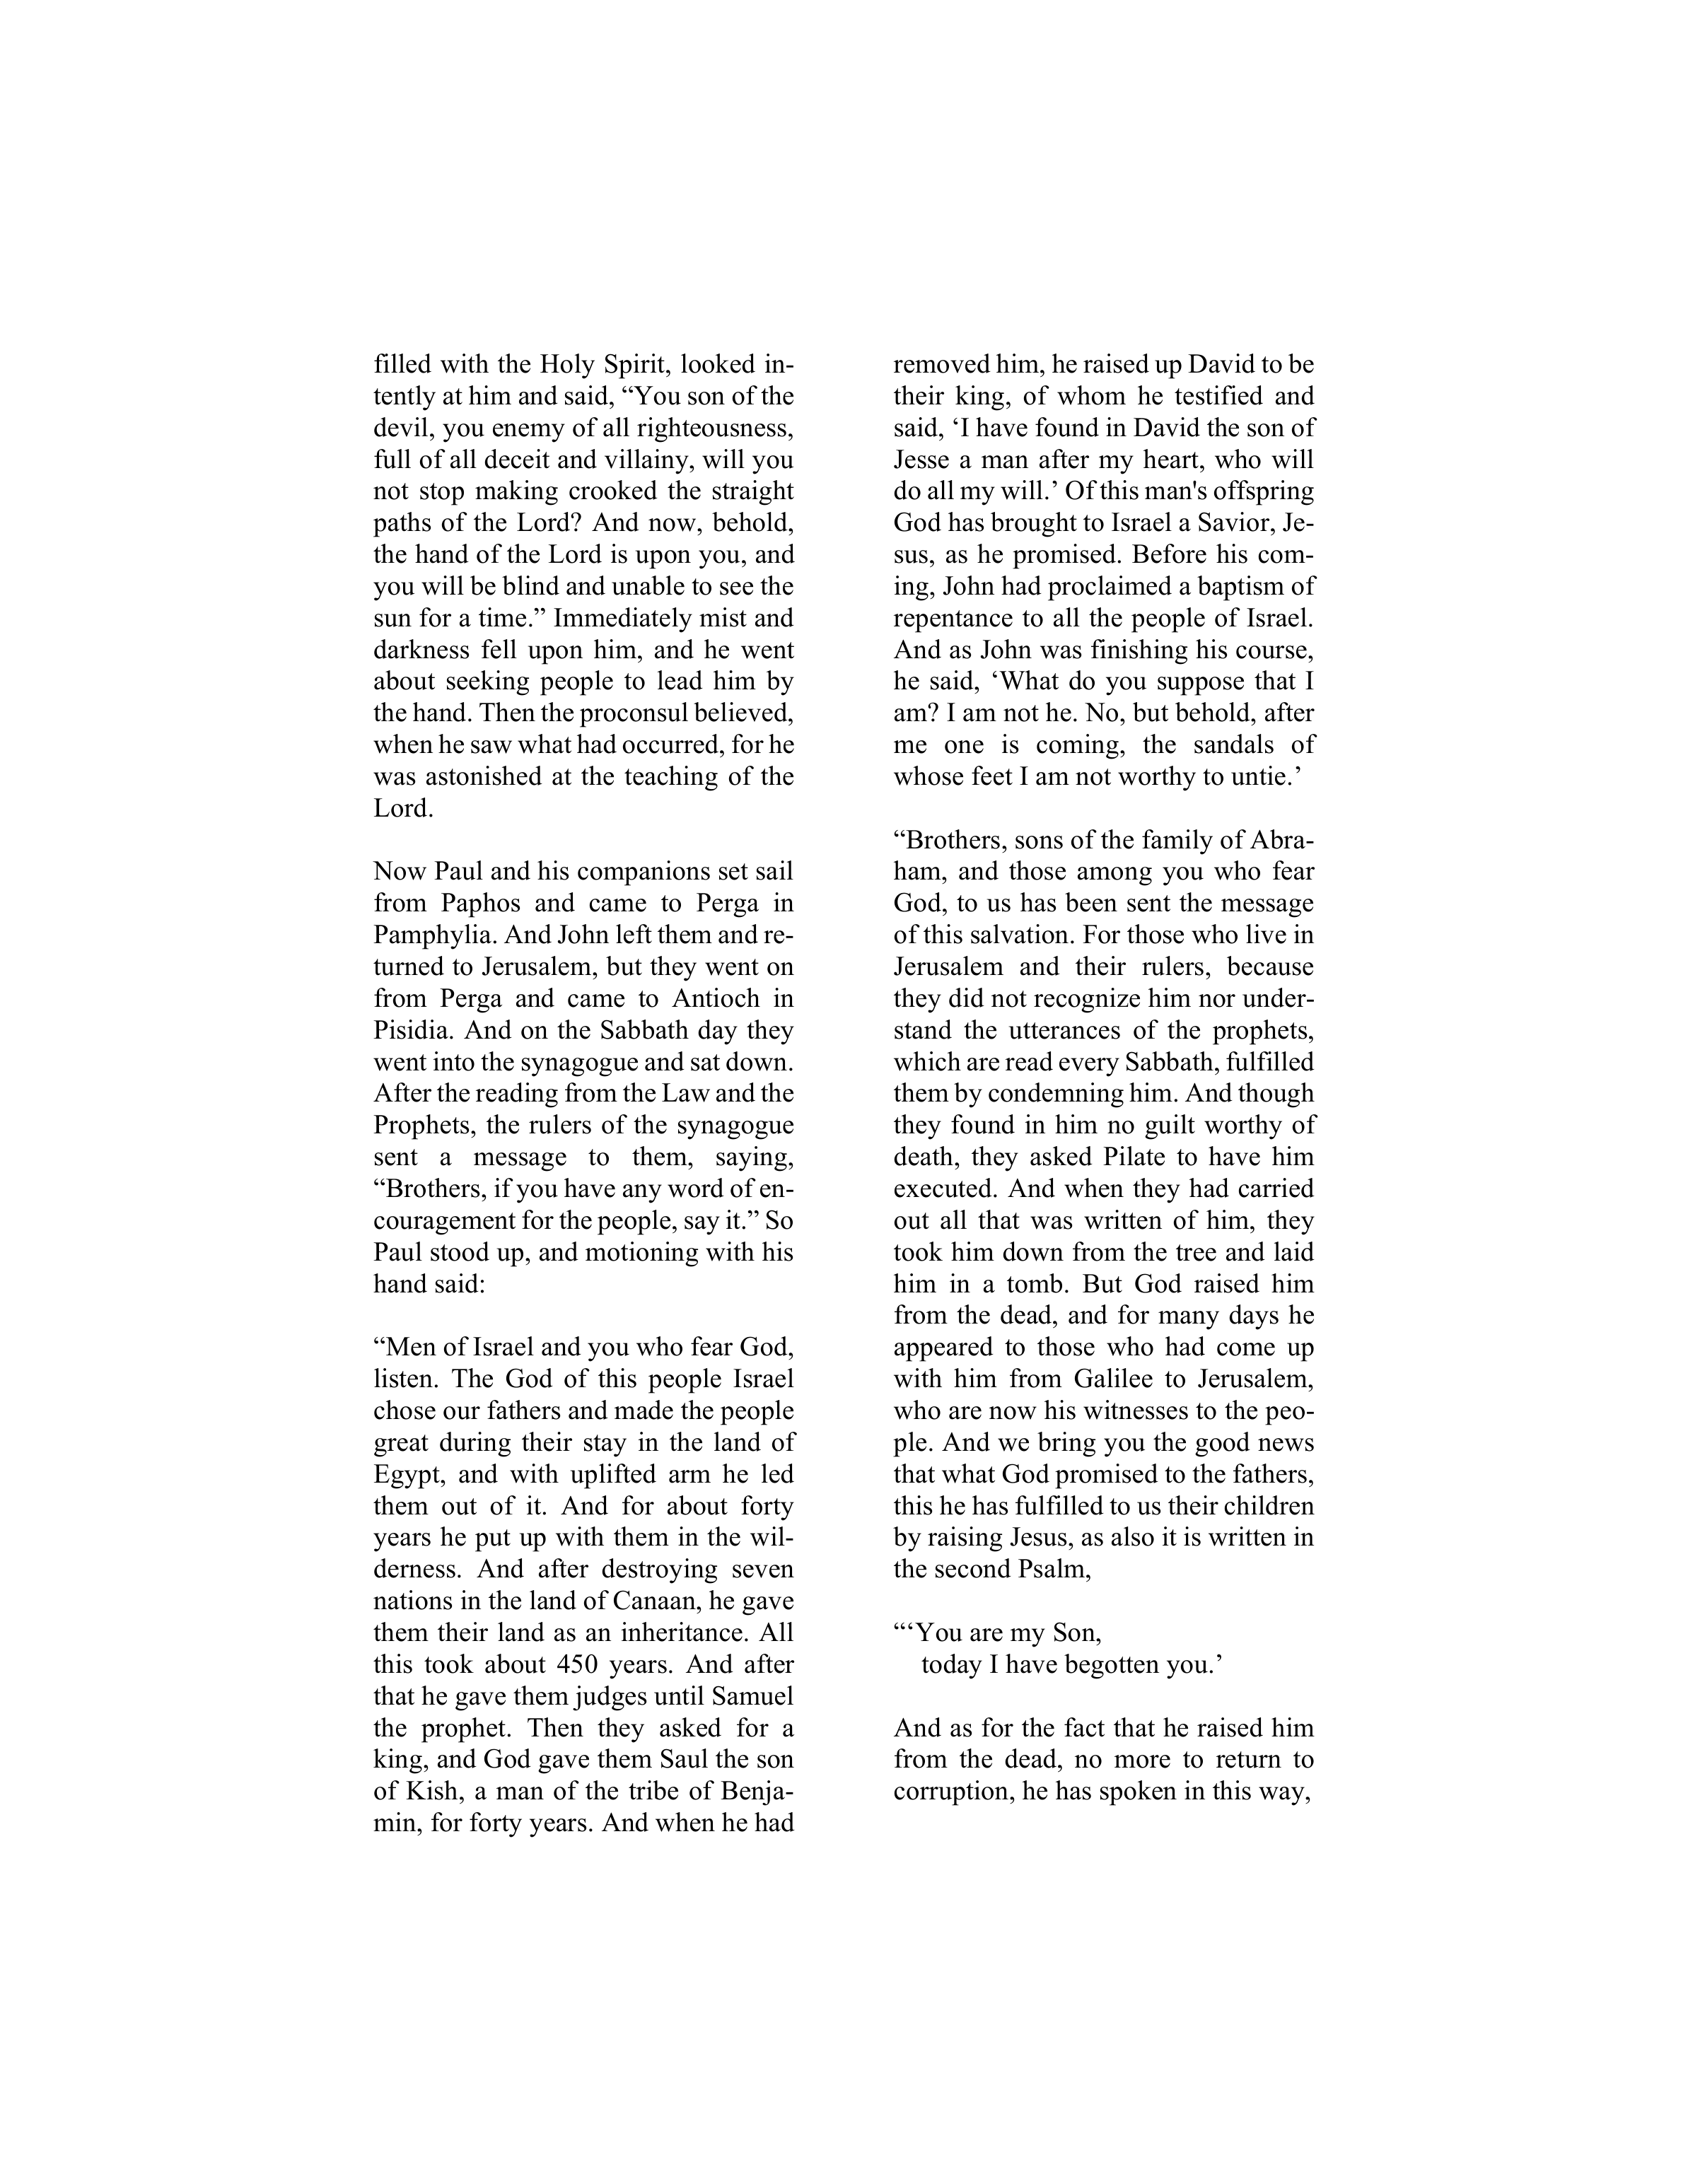 filled with the Holy Spirit, looked in-
tently at him and said, “You son of the
devil, you enemy of all righteousness,
full of all deceit and villainy, will you
not stop making crooked the straight
paths of the Lord? And now, behold,
the hand of the Lord is upon you, and
you will be blind and unable to see the
sun for a time.” Immediately mist and
darkness fell upon him, and he went
about seeking people to lead him by
the hand. Then the proconsul believed,
when he saw what had occurred, for he
was astonished at the teaching of the
Lord.

Now Paul and his companions set sail
from Paphos and came to Perga in
Pamphylia. And John left them and re-
turned to Jerusalem, but they went on
from Perga and came to Antioch in
Pisidia. And on the Sabbath day they
went into the synagogue and sat down.
After the reading from the Law and the
Prophets, the rulers of the synagogue
sent a message to them, saying,
“Brothers, if you have any word of en-
couragement for the people, say it.” So
Paul stood up, and motioning with his
hand said:

“Men of Israel and you who fear God,
listen. The God of this people Israel
chose our fathers and made the people
great during their stay in the land of
Egypt, and with uplifted arm he led
them out of it. And for about forty
years he put up with them in the wil-
derness. And after destroying seven
nations in the land of Canaan, he gave
them their land as an inheritance. All
this took about 450 years. And after
that he gave them judges until Samuel
the prophet. Then they asked for a
king, and God gave them Saul the son
of Kish, a man of the tribe of Benja-
min, for forty years. And when he had
removed him, he raised up David to be
their king, of whom he testified and
said, ‘I have found in David the son of
Jesse a man after my heart, who will
do all my will.’ Of this man's offspring
God has brought to Israel a Savior, Je-
sus, as he promised. Before his com-
ing, John had proclaimed a baptism of
repentance to all the people of Israel.
And as John was finishing his course,
he said, ‘What do you suppose that I
am? I am not he. No, but behold, after
me one is coming, the sandals of
whose feet I am not worthy to untie.’

“Brothers, sons of the family of Abra-
ham, and those among you who fear
God, to us has been sent the message
of this salvation. For those who live in
Jerusalem and their rulers, because
they did not recognize him nor under-
stand the utterances of the prophets,
which are read every Sabbath, fulfilled
them by condemning him. And though
they found in him no guilt worthy of
death, they asked Pilate to have him
executed. And when they had carried
out all that was written of him, they
took him down from the tree and laid
him in a tomb. But God raised him
from the dead, and for many days he
appeared to those who had come up
with him from Galilee to Jerusalem,
who are now his witnesses to the peo-
ple. And we bring you the good news
that what God promised to the fathers,
this he has fulfilled to us their children
by raising Jesus, as also it is written in
the second Psalm,

“‘You are my Son,
today I have begotten you.’

And as for the fact that he raised him
from the dead, no more to return to
corruption, he has spoken in this way,